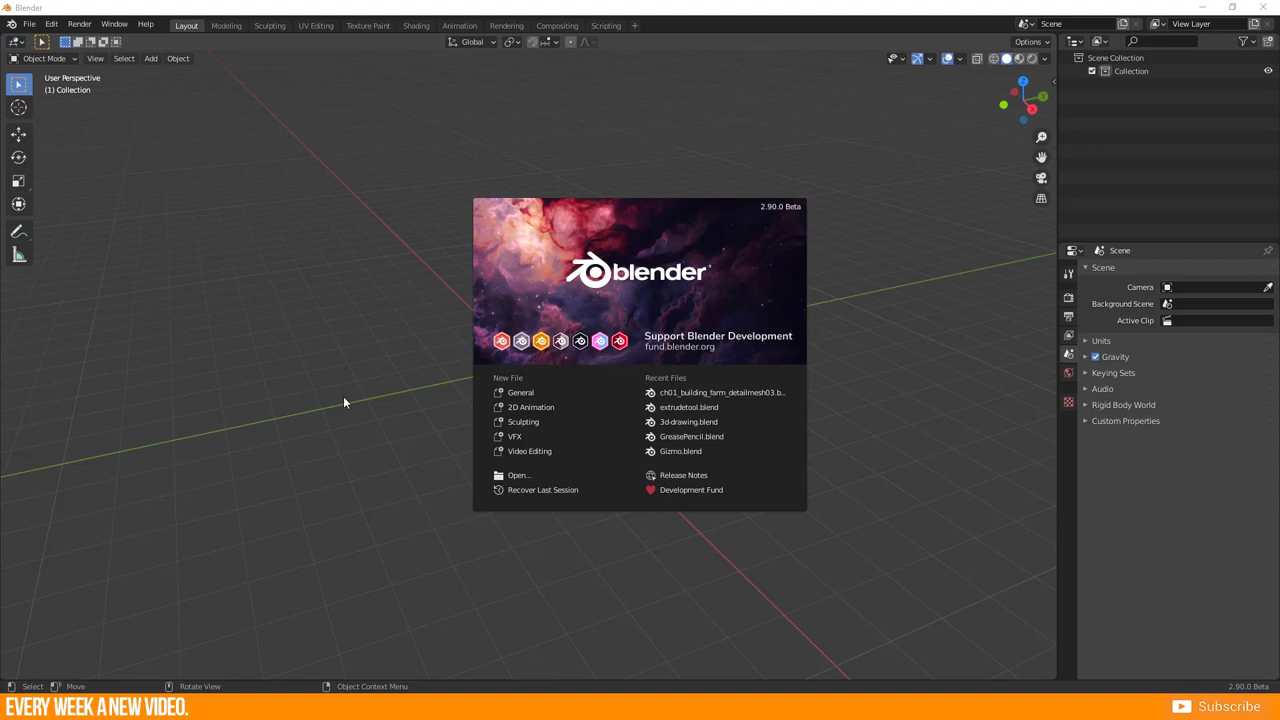 Blender
File Edit Render Window Help Layout Modeling Sculpting UV Editing Texture Paint Shading Animation Rendering Compositing Scripting + Scene View Layer
Global Options
Object Mode View Select Add Object
User Perspective
(1) Collection
Z
Y
X
Scene Collection
Collection
2.90.0 Beta
blender
Support Blender Development
fund.blender.org
New File
General
2D Animation
Sculpting
VFX
Video Editing
Open...
Recover Last Session
Recent Files
ch01_building_farm_detailmesh03.b...
extrudetool.blend
3d-drawing.blend
GreasePencil.blend
Gizmo.blend
Release Notes
Development Fund
Scene
Scene
Camera
Background Scene
Active Clip
Units
Gravity
Keying Sets
Audio
Rigid Body World
Custom Properties
Select Move Rotate View Object Context Menu 2.90.0 Beta
EVERY WEEK A NEW VIDEO. Subscribe